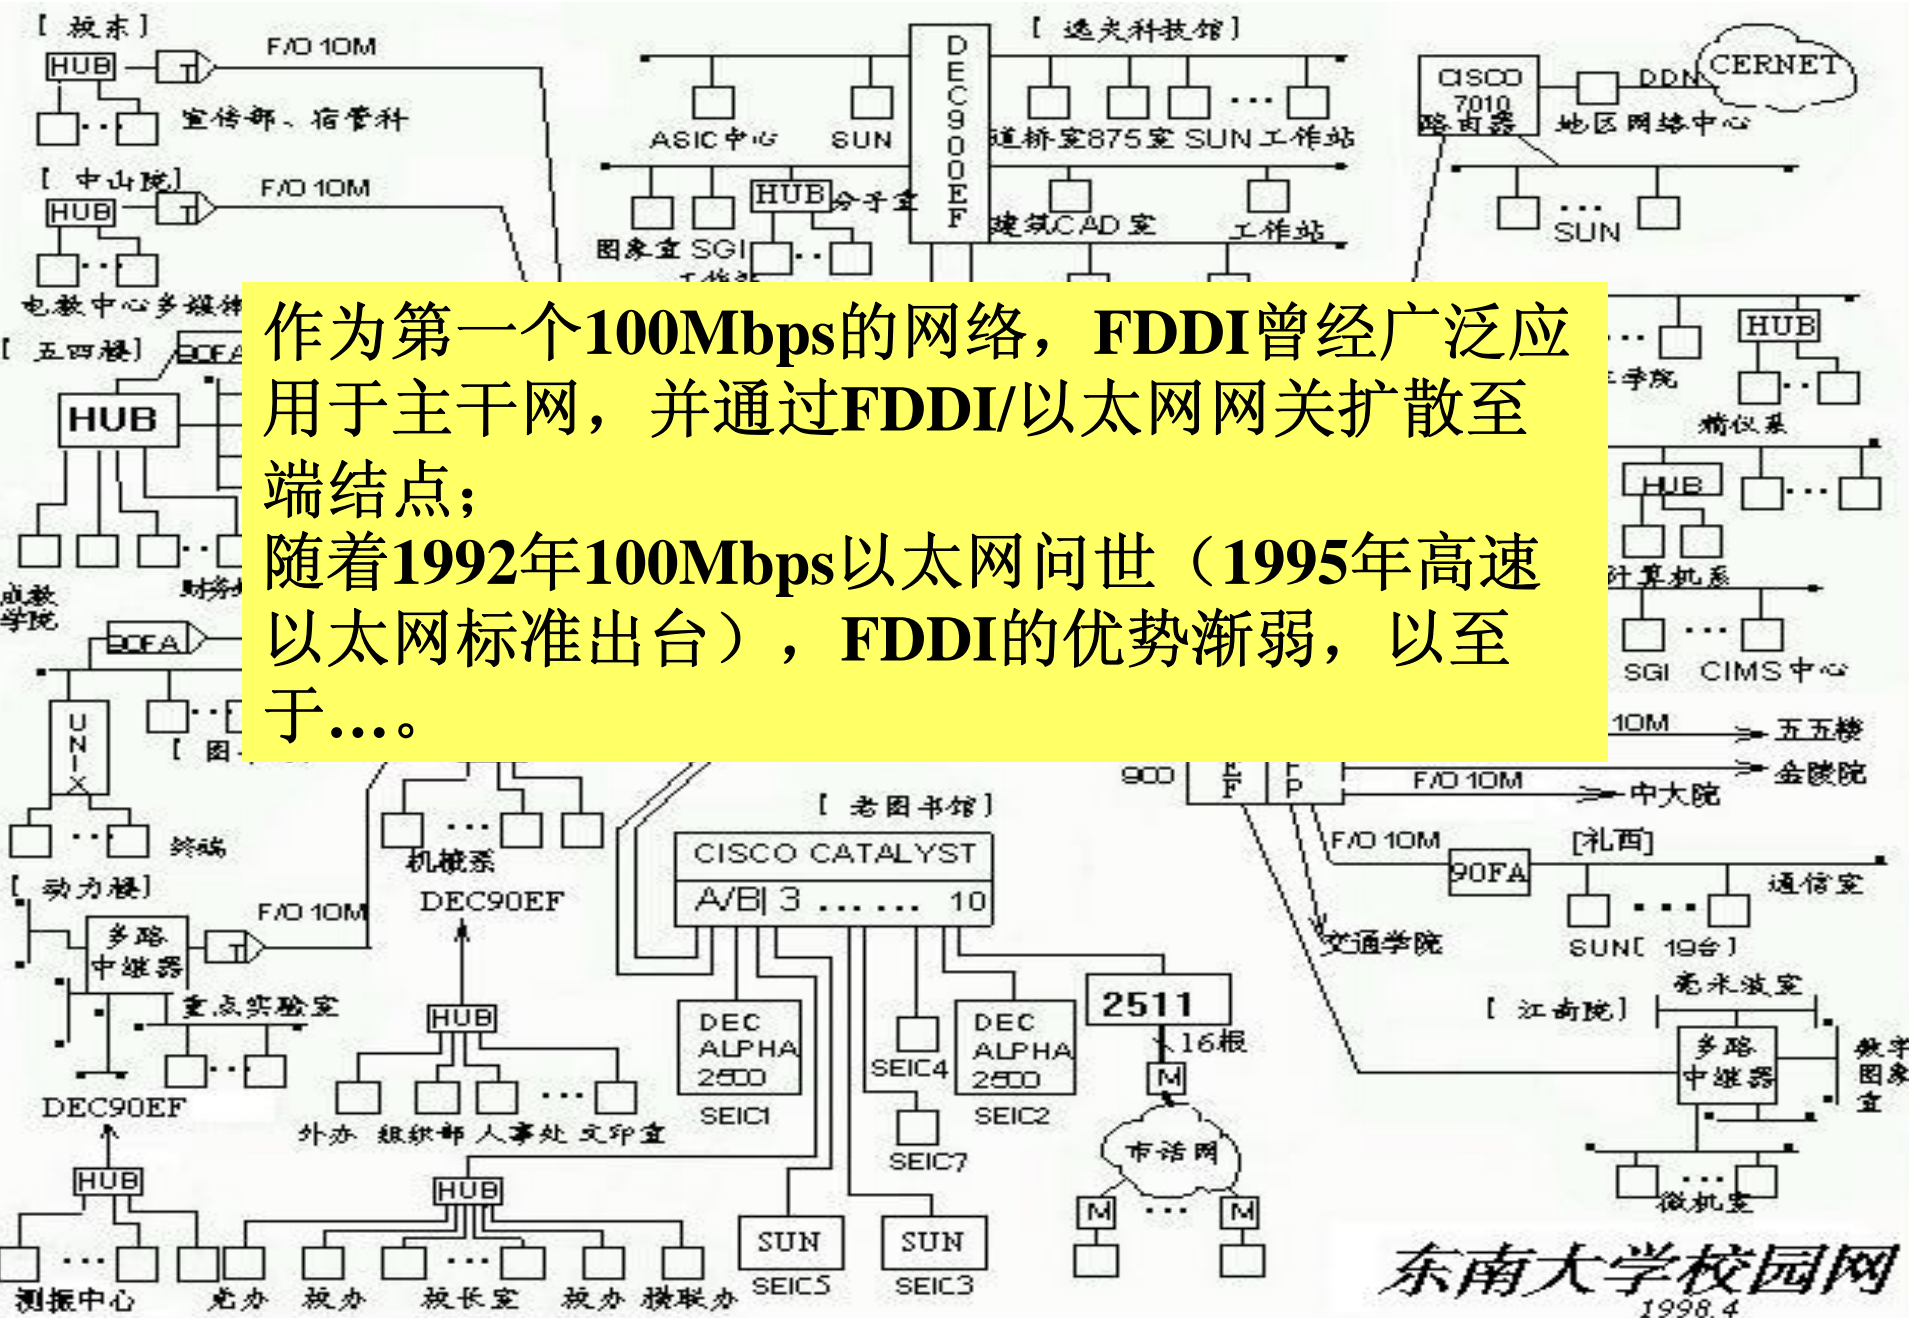 [ 校东]
F/O 10M
HUB
T
宣传部、宿管科
[ 中山院]
F/O 10M
HUB
T
电教中心多媒体
[ 五四楼]
90FA
HUB
成教
学院
财务
90FA
UNIX
[ 图
终端
[ 动力楼]
F/O 10M
多路
中继器
T
重点实验室
DEC90EF
HUB
测振中心
[ 逸夫科技馆]
DEC900EF
ASIC中心
SUN
道桥室875室 SUN工作站
HUB
分子室
图象室 SGI
建筑CAD室
工作站
CISCO
7010
路由器
DDN
CERNET
地区网络中心
SUN
作为第一个100Mbps的网络，FDDI曾经广泛应
用于主干网，并通过FDDI/以太网网关扩散至
端结点；
随着1992年100Mbps以太网问世（1995年高速
以太网标准出台），FDDI的优势渐弱，以至
于…。
HUB
学院
精仪系
HUB
计算机系
SGI
CIMS中心
10M
五五楼
金陵院
900
EF
P
F/O 10M
中大院
F/O 10M
[礼西]
90FA
通信室
SUN[ 19台]
交通学院
[ 江南院]
毫米波室
多路
中继器
数字
图象
室
微机室
机械系
DEC90EF
HUB
外办 组织部 人事处 文印室
HUB
党办 校办 校长室 校办 横联办
[ 老图书馆]
CISCO CATALYST
A/B| 3 ...... 10
DEC
ALPHA
2500
SEIC1
SEIC4
DEC
ALPHA
2500
SEIC2
SEIC7
2511
16根
M
市话网
M
...
M
SUN
SEIC5
SUN
SEIC3
东南大学校园网
1998.4